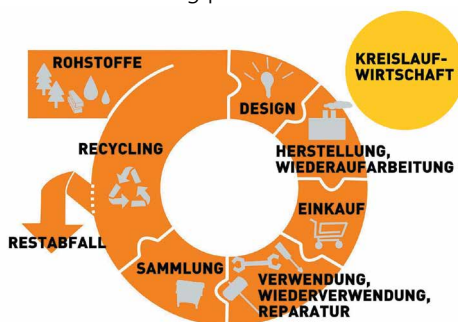 ROHSTOFFE
KREISLAUF-
WIRTSCHAFT
DESIGN
HERSTELLUNG,
WIEDERAUFARBEITUNG
RECYCLING
EINKAUF
RESTABFALL
SAMMLUNG
VERWENDUNG,
WIEDERVERWENDUNG,
REPARATUR